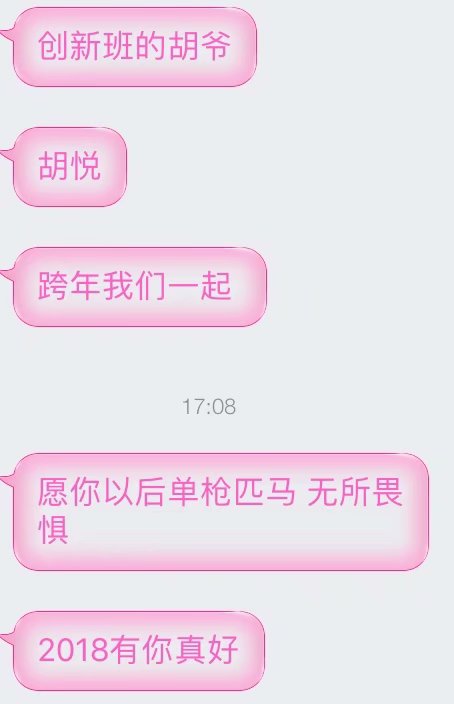 创新班的胡爷
胡悦
跨年我们一起
17:08
愿你以后单枪匹马 无所畏
惧
2018有你真好